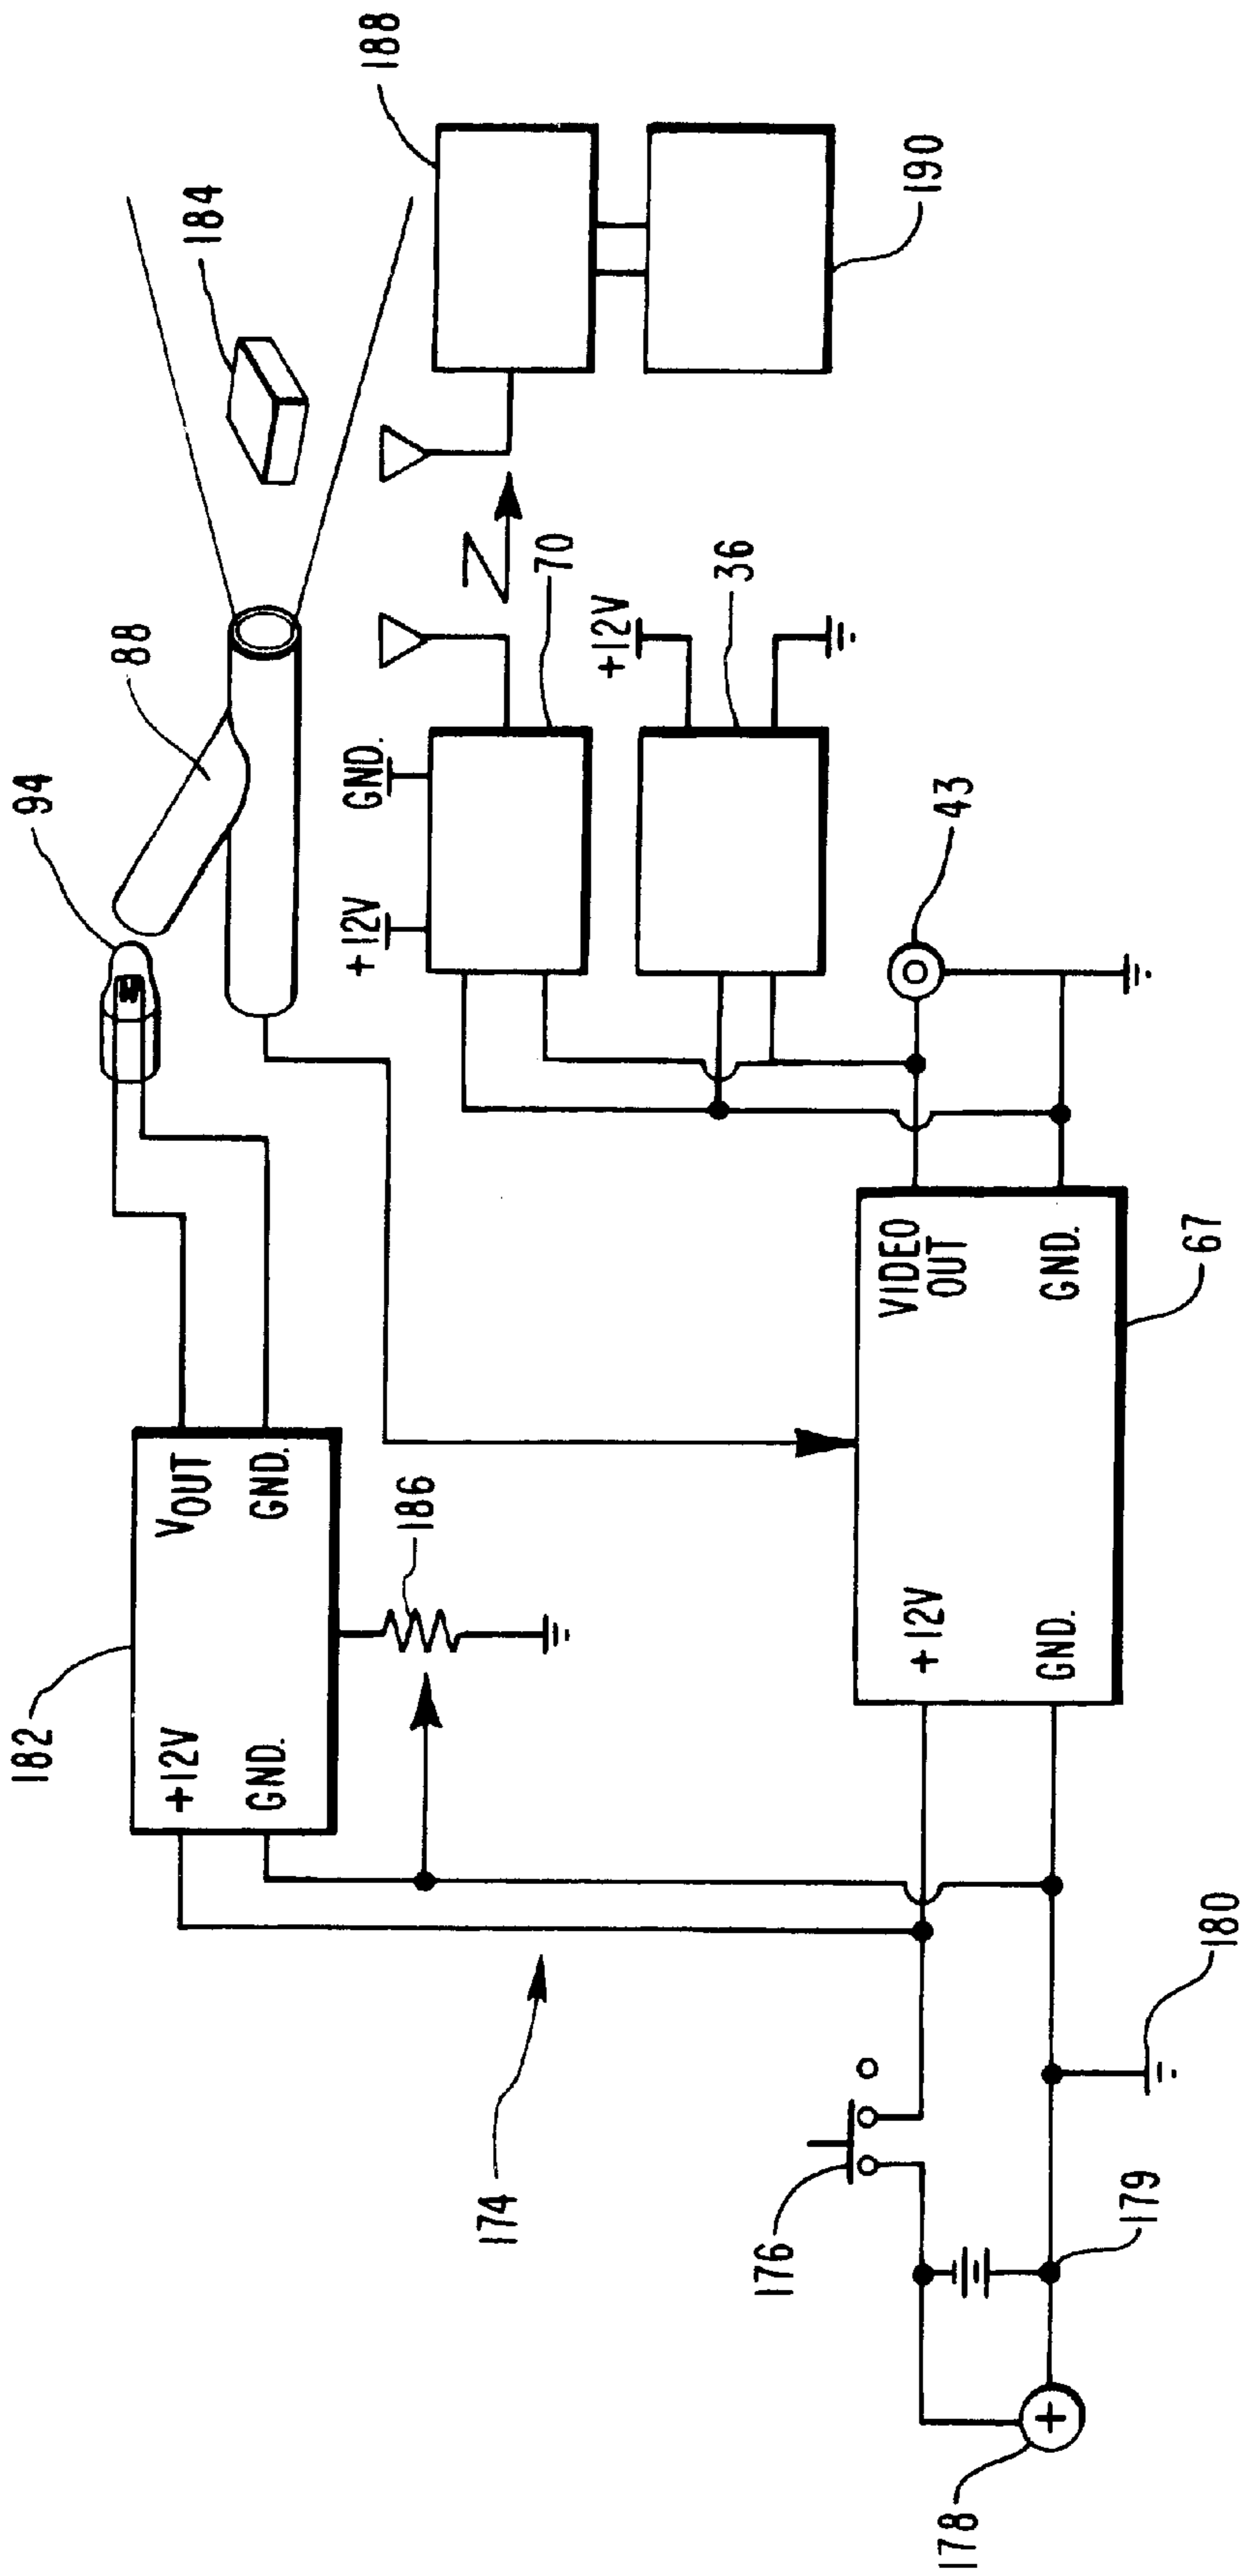 182
94
88
184
+12V
VOUT
GND.
GND.
+12V
GND.
188
186
174
70
+12V
36
176
+12V
VIDEO
OUT
43
190
178
GND.
GND.
179
180
67